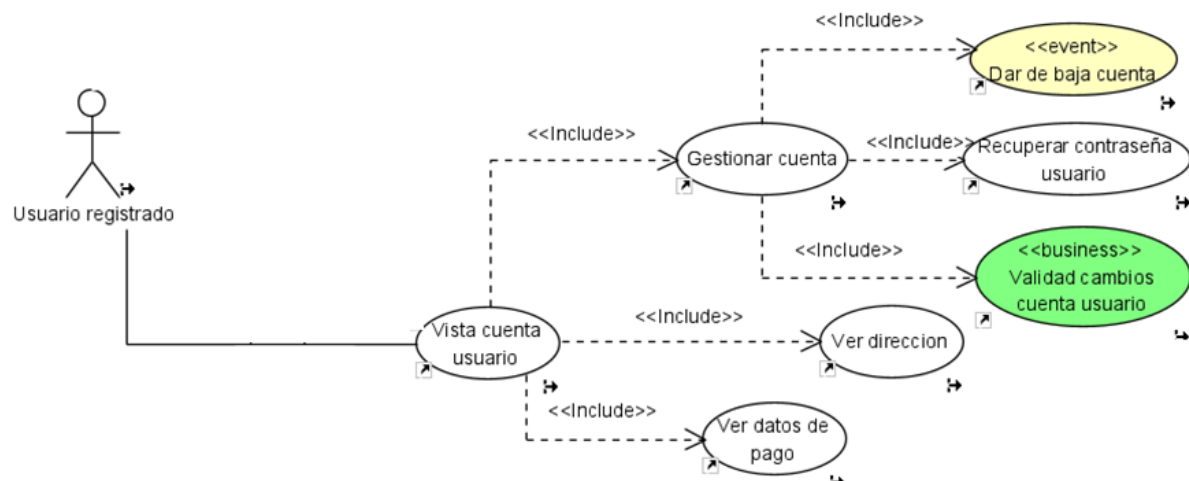 <<Include>>
<<event>>
Dar de baja cuenta
<<Include>>
Gestionar cuenta
<<Include>>
Recuperar contraseña
usuario
Usuario registrado
<<Include>>
<<business>>
Validad cambios
cuenta usuario
Vista cuenta
usuario
<<Include>>
Ver direccion
<<Include>>
Ver datos de
pago